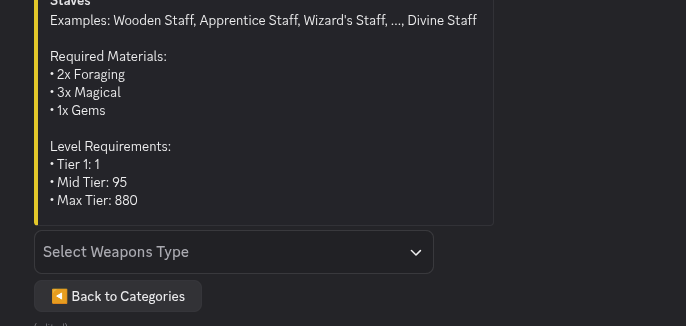 Staves
Examples: Wooden Staff, Apprentice Staff, Wizard's Staff, ..., Divine Staff
Required Materials:
• 2x Foraging
• 3x Magical
• 1x Gems
Level Requirements:
• Tier 1: 1
• Mid Tier: 95
• Max Tier: 880
Select Weapons Type
Back to Categories